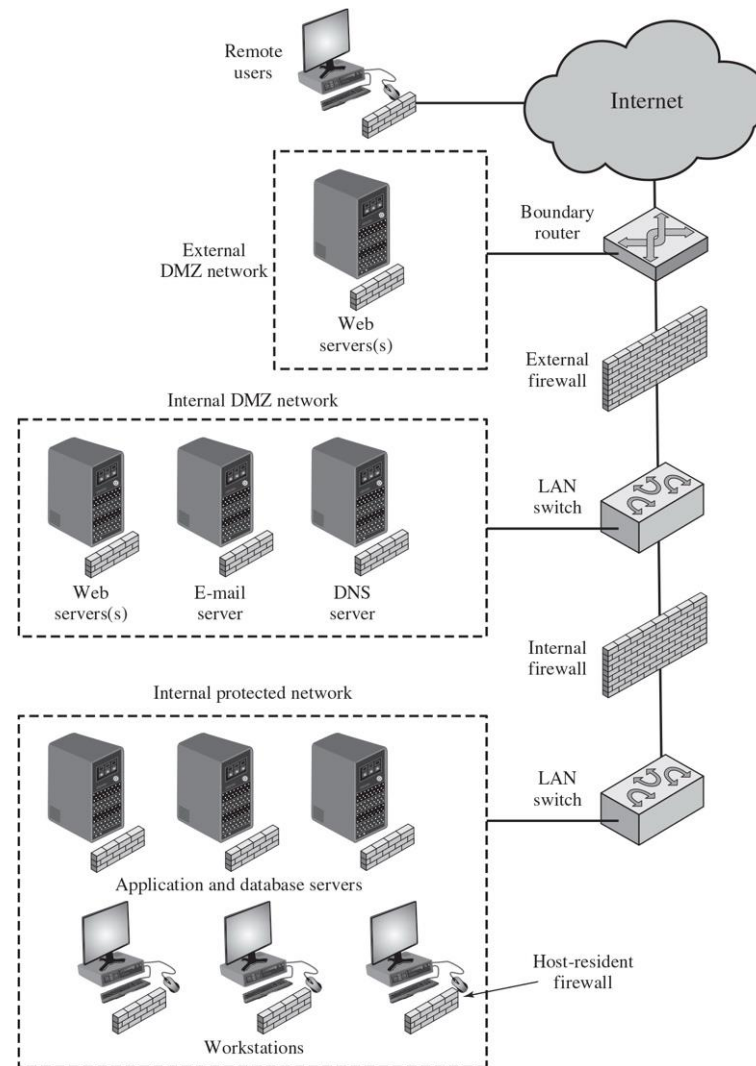 Remote
users
Internet
Boundary
router
External
DMZ network
Web
servers(s)
External
firewall
Internal DMZ network
LAN
switch
Web
servers(s)
E-mail
server
DNS
server
Internal
firewall
Internal protected network
LAN
switch
Application and database servers
Host-resident
firewall
Workstations